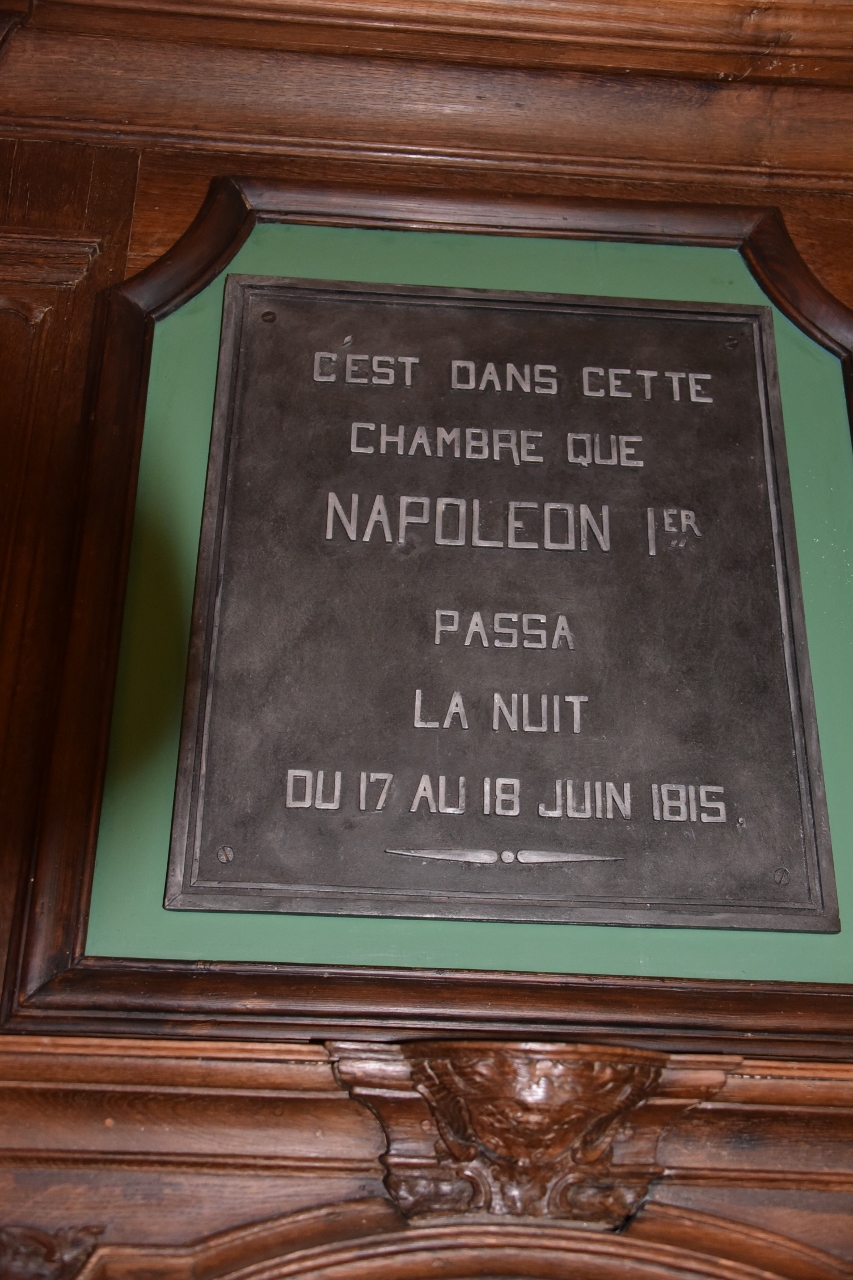 C'EST DANS CETTE
CHAMBRE QUE
NAPOLEON 1ER
PASSA
LA NUIT
DU 17 AU 18 JUIN 1815.